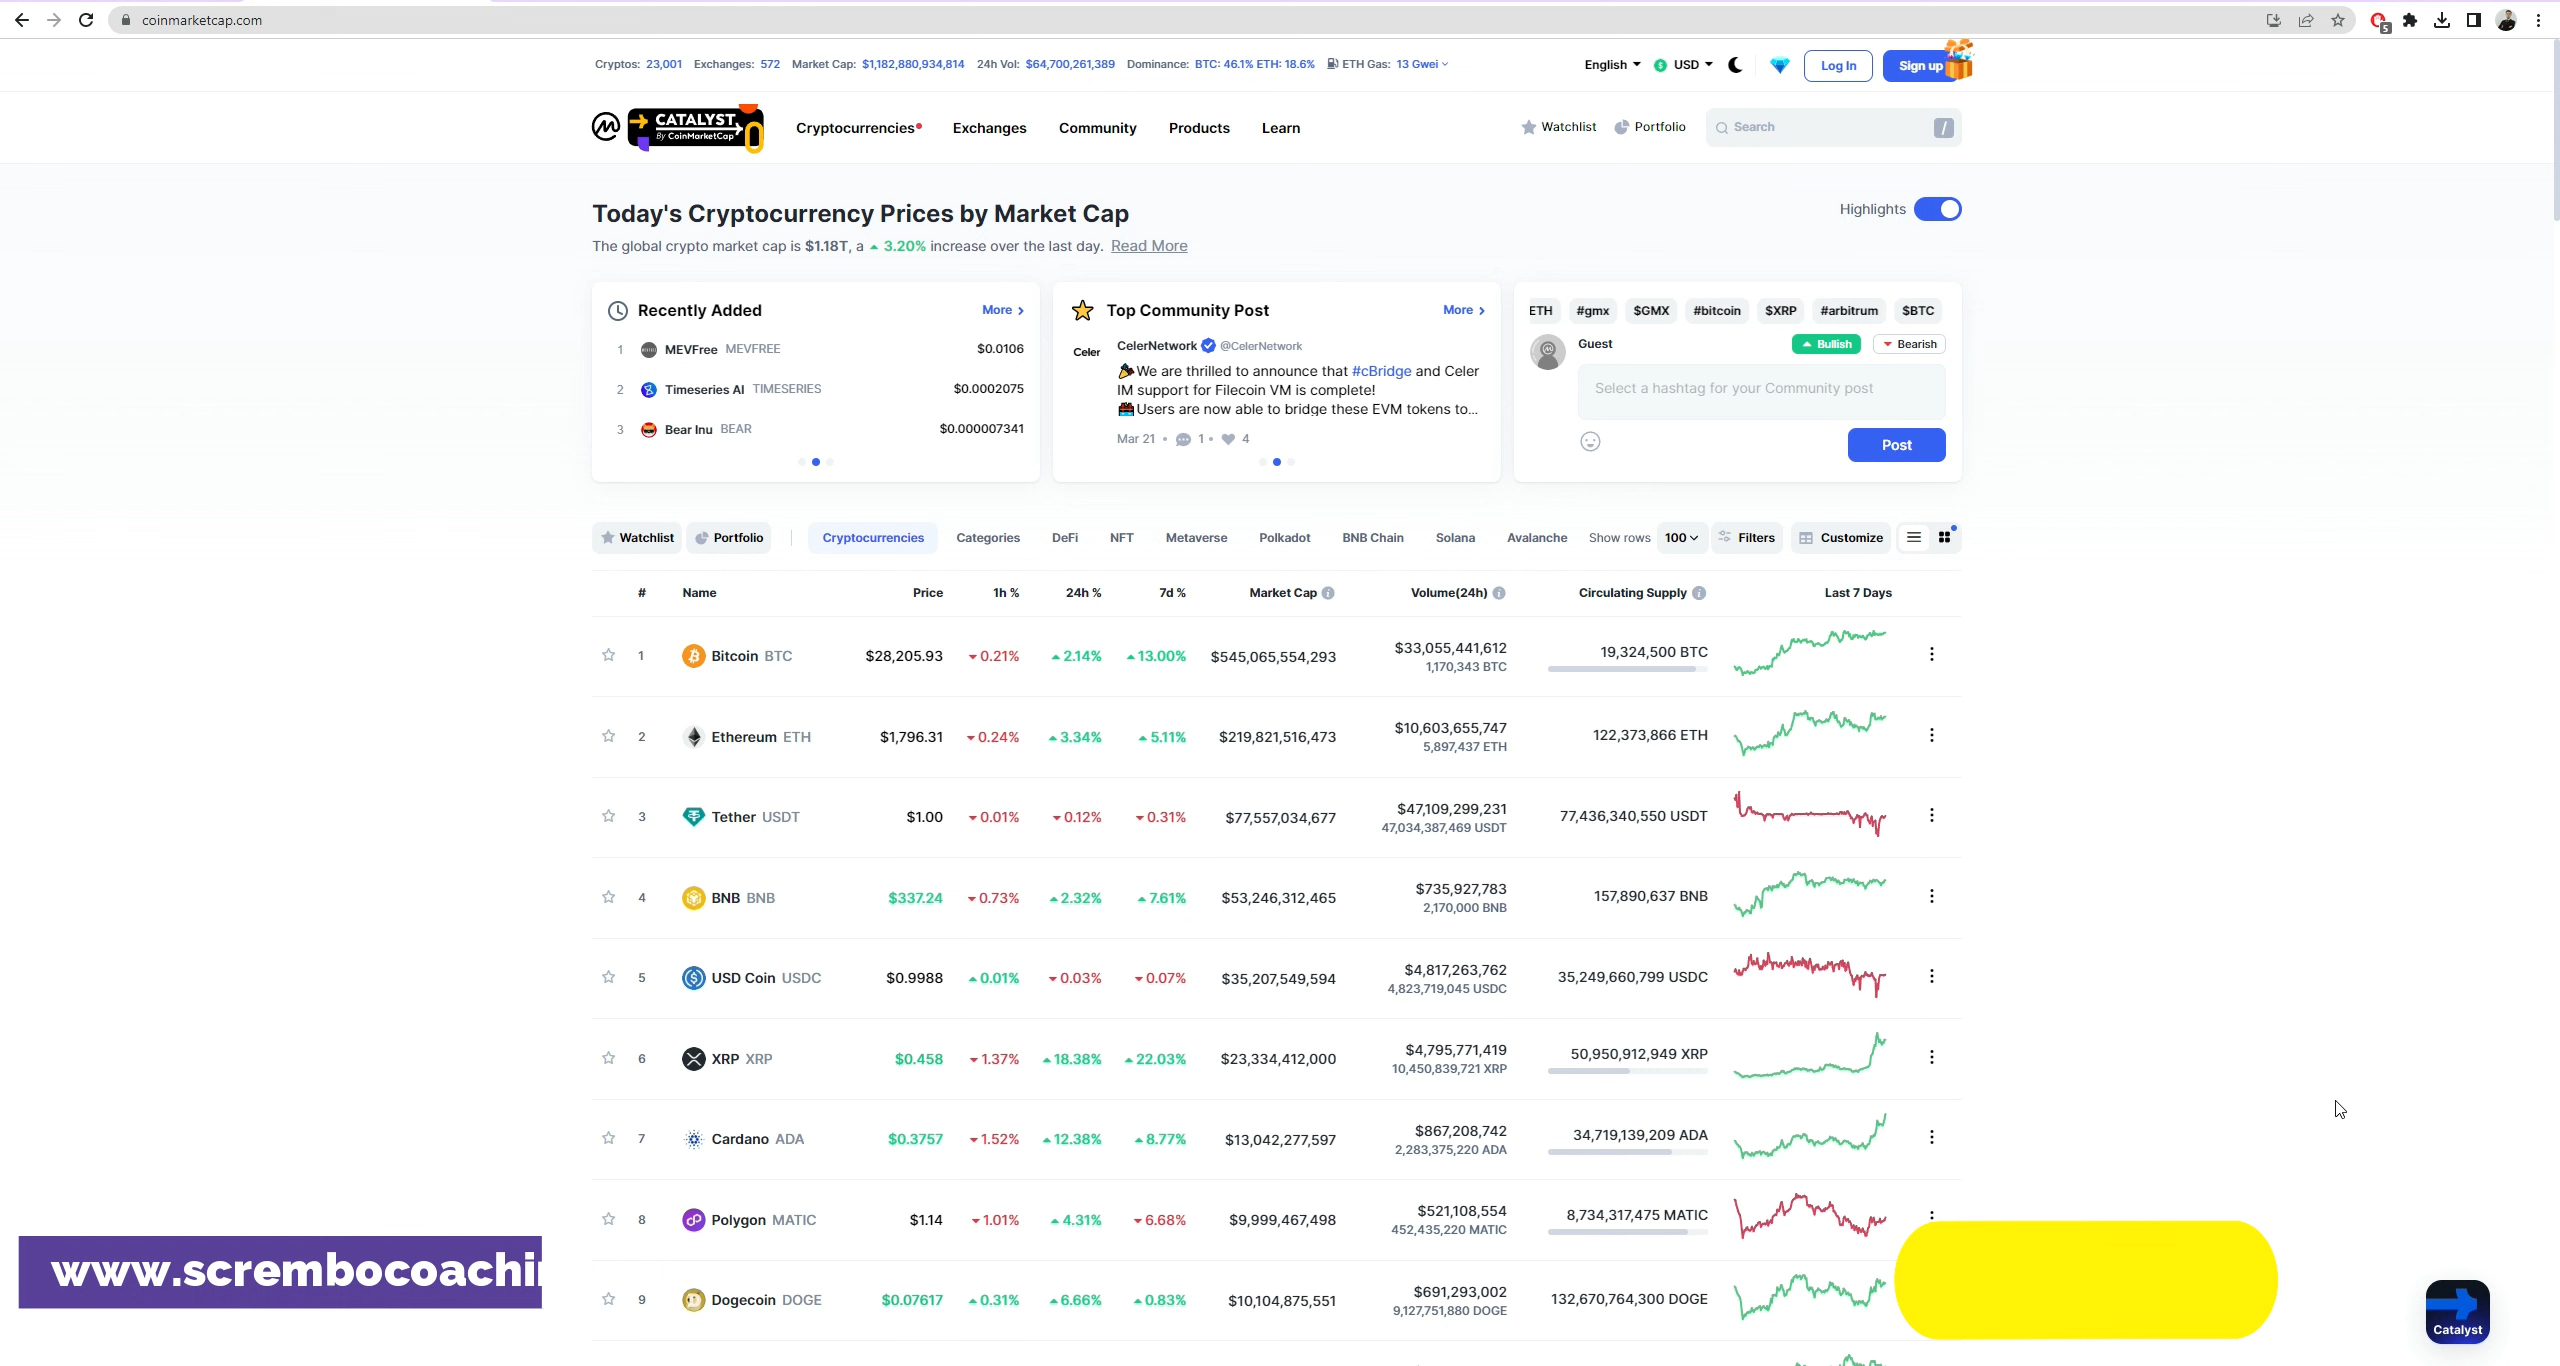 coinmarketcap.com
5
Cryptos: 23,001 Exchanges: 572 Market Cap: $1,182,880,934,814 24h Vol: $64,700,261,389 Dominance: BTC: 46.1% ETH: 18.6% ETH Gas: 13 Gwei
English USD Log In Sign up
CATALYST
By CoinMarketCap
Cryptocurrencies Exchanges Community Products Learn
Watchlist Portfolio Search /
Today's Cryptocurrency Prices by Market Cap
Highlights
The global crypto market cap is $1.18T, a 3.20% increase over the last day. Read More
Recently Added More
1 MEVFree MEVFREE $0.0106
2 Timeseries AI TIMESERIES $0.0002075
3 Bear Inu BEAR $0.000007341
Top Community Post More
Celer
CelerNetwork @CelerNetwork
We are thrilled to announce that #cBridge and Celer
IM support for Filecoin VM is complete!
Users are now able to bridge these EVM tokens to...
Mar 21 • 1 • 4
ETH #gmx $GMX #bitcoin $XRP #arbitrum $BTC
Guest Bullish Bearish
Select a hashtag for your Community post
Post
Watchlist Portfolio Cryptocurrencies Categories DeFi NFT Metaverse Polkadot BNB Chain Solana Avalanche Show rows 100 Filters Customize
# Name Price 1h % 24h % 7d % Market Cap Volume(24h) Circulating Supply Last 7 Days
1 Bitcoin BTC $28,205.93 0.21% 2.14% 13.00% $545,065,554,293 $33,055,441,612 19,324,500 BTC
1,170,343 BTC
2 Ethereum ETH $1,796.31 0.24% 3.34% 5.11% $219,821,516,473 $10,603,655,747 122,373,866 ETH
5,897,437 ETH
3 Tether USDT $1.00 0.01% 0.12% 0.31% $77,557,034,677 $47,109,299,231 77,436,340,550 USDT
47,034,387,469 USDT
4 BNB BNB $337.24 0.73% 2.32% 7.61% $53,246,312,465 $735,927,783 157,890,637 BNB
2,170,000 BNB
5 USD Coin USDC $0.9988 0.01% 0.03% 0.07% $35,207,549,594 $4,817,263,762 35,249,660,799 USDC
4,823,719,045 USDC
6 XRP XRP $0.458 1.37% 18.38% 22.03% $23,334,412,000 $4,795,771,419 50,950,912,949 XRP
10,450,839,721 XRP
7 Cardano ADA $0.3757 1.52% 12.38% 8.77% $13,042,277,597 $867,208,742 34,719,139,209 ADA
2,283,375,220 ADA
8 Polygon MATIC $1.14 1.01% 4.31% 6.68% $9,999,467,498 $521,108,554 8,734,317,475 MATIC
452,435,220 MATIC
9 Dogecoin DOGE $0.07617 0.31% 6.66% 0.83% $10,104,875,551 $691,293,002 132,670,764,300 DOGE
9,127,751,880 DOGE
www.scrembocoachi
Catalyst